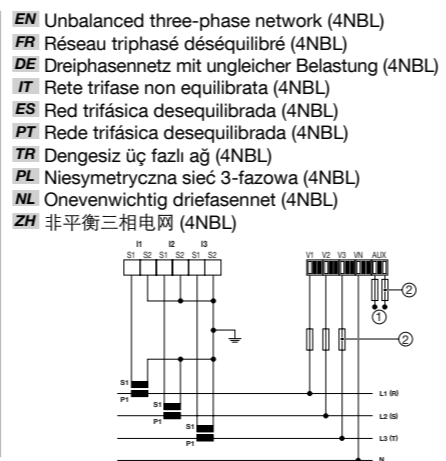 EN Unbalanced three-phase network (4NBL)
FR Réseau triphasé déséquilibré (4NBL)
DE Dreiphasennetz mit ungleicher Belastung (4NBL)
IT Rete trifase non equilibrata (4NBL)
ES Red trifásica desequilibrada (4NBL)
PT Rede trifásica desequilibrada (4NBL)
TR Dengesiz üç fazlı ağ (4NBL)
PL Niesymetryczna sieć 3-fazowa (4NBL)
NL Onevenwichtig driefasennet (4NBL)
ZH 非平衡三相电网 (4NBL)
I1 I2 I3
S1 S2 S1 S2 S1 S2 V1 V2 V3 VN AUX
②
①
②
S1
P1 L1 (R)
S1
P1 L2 (S)
S1
P1 L3 (T)
N